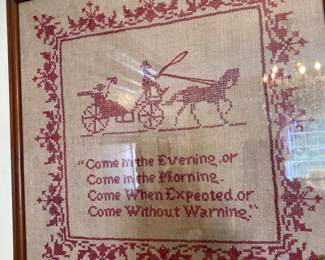 "Come in the Evening, or
Come in the Morning.
Come When Expected, or
Come Without Warning."